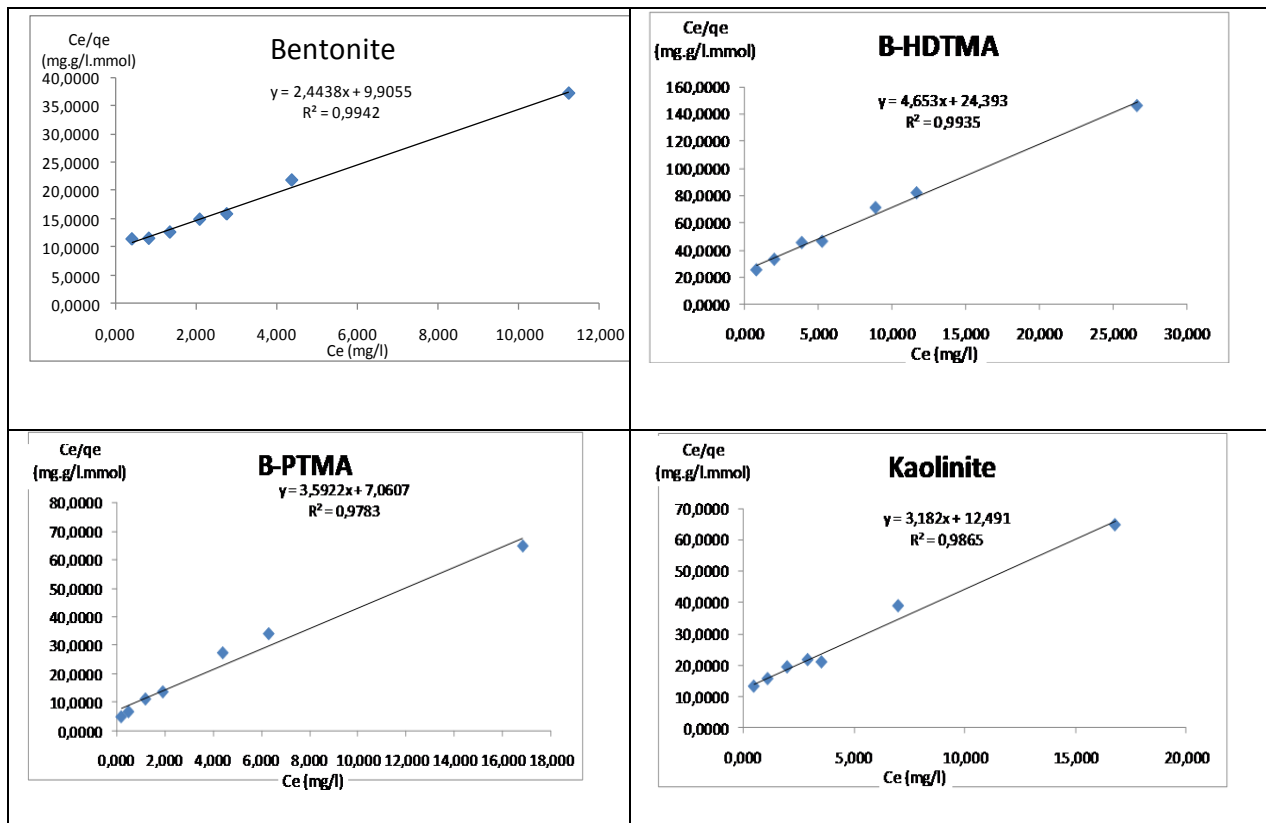 Ce/qe
(mg.g/l.mmol)
Bentonite
y = 2,4438x + 9,9055
R² = 0,9942
40,0000
35,0000
30,0000
25,0000
20,0000
15,0000
10,0000
5,0000
0,0000
0,000 2,000 4,000 6,000 8,000 10,000 12,000
Ce (mg/l)
Ce/qe
(mg.g/l.mmol)
B-HDTMA
y = 4,653x + 24,393
R² = 0,9935
160,0000
140,0000
120,0000
100,0000
80,0000
60,0000
40,0000
20,0000
0,0000
0,000 5,000 10,000 15,000 20,000 25,000 30,000
Ce (mg/l)
Ce/qe
(mg.g/l.mmol)
B-PTMA
y = 3,5922x + 7,0607
R² = 0,9783
80,0000
70,0000
60,0000
50,0000
40,0000
30,0000
20,0000
10,0000
0,0000
0,000 2,000 4,000 6,000 8,000 10,000 12,000 14,000 16,000 18,000
Ce (mg/l)
Ce/qe
(mg.g/l.mmol)
Kaolinite
y = 3,182x + 12,491
R² = 0,9865
70,0000
60,0000
50,0000
40,0000
30,0000
20,0000
10,0000
0,0000
0,000 5,000 10,000 15,000 20,000
Ce (mg/l)